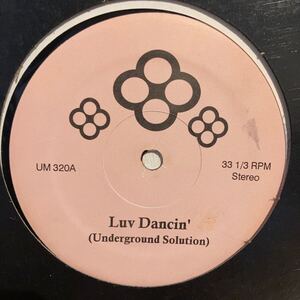 UM 320A
33 1/3 RPM
Stereo
Luv Dancin'
(Underground Solution)